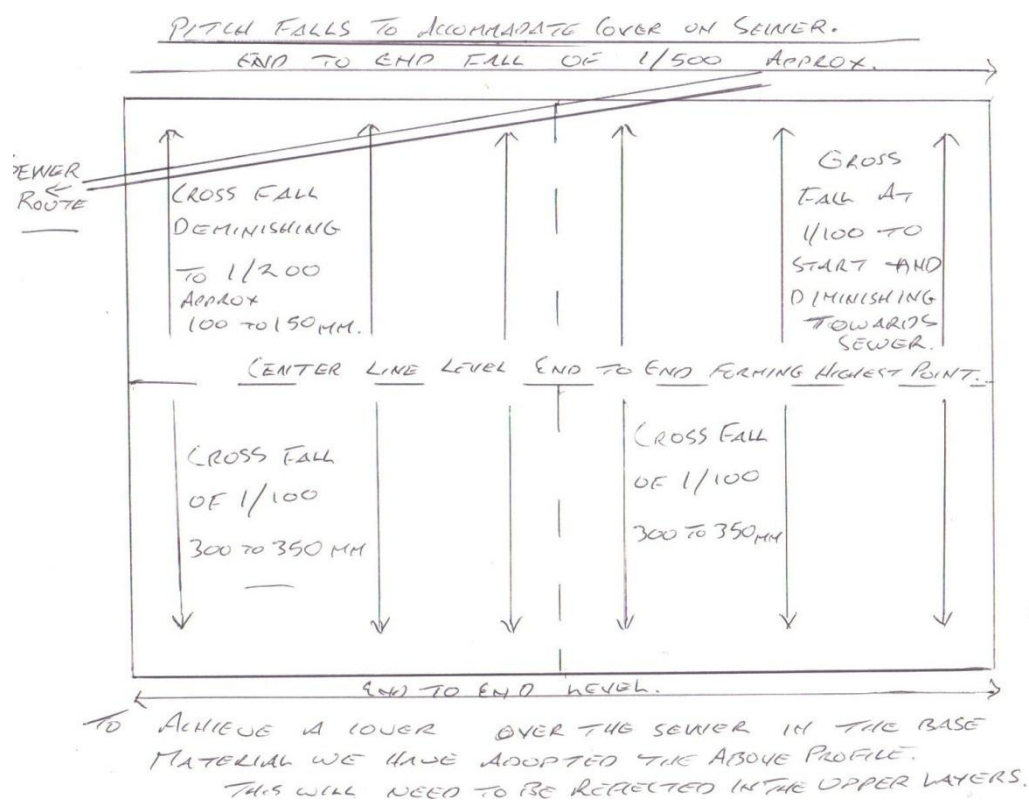 PITCH FALLS TO ACCOMMADATE COVER ON SEWER.
END TO END FALL OF 1/500 APPROX.
SEWER
ROUTE
CROSS FALL
DEMINISHING
TO 1/200
APPROX
100 TO 150 MM.
GROSS
FALL AT
1/100 TO
START AND
DIMINISHING
TOWARDS
SEWER.
CENTER LINE LEVEL END TO END FORMING HIGHEST POINT.
CROSS FALL
OF 1/100
300 TO 350 MM
CROSS FALL
OF 1/100
300 TO 350 MM
END TO END LEVEL.
TO ACHIEVE A COVER OVER THE SEWER IN THE BASE
MATERIAL WE HAVE ADOPTED THE ABOVE PROFILE.
THIS WILL NEED TO BE REFLECTED IN THE UPPER LAYERS.